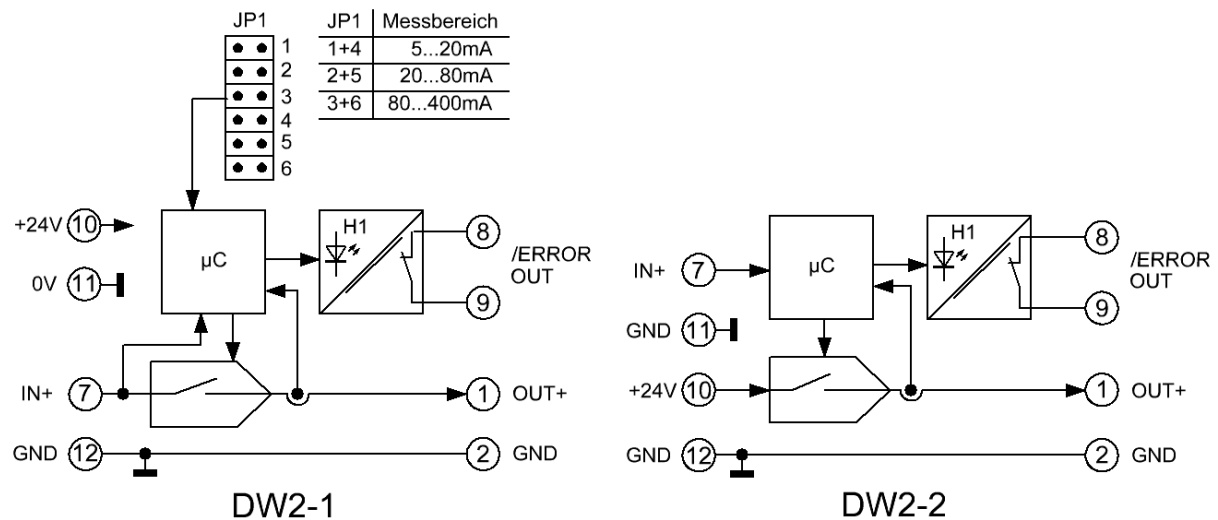 JP1
1
2
3
4
5
6
JP1 Messbereich
1+4 5...20mA
2+5 20...80mA
3+6 80...400mA
+24V 10
0V 11
µC
H1
8
/ERROR
OUT
9
IN+ 7
1 OUT+
GND 12
2 GND
DW2-1
IN+ 7
µC
H1
8
/ERROR
OUT
9
GND 11
+24V 10
1 OUT+
GND 12
2 GND
DW2-2